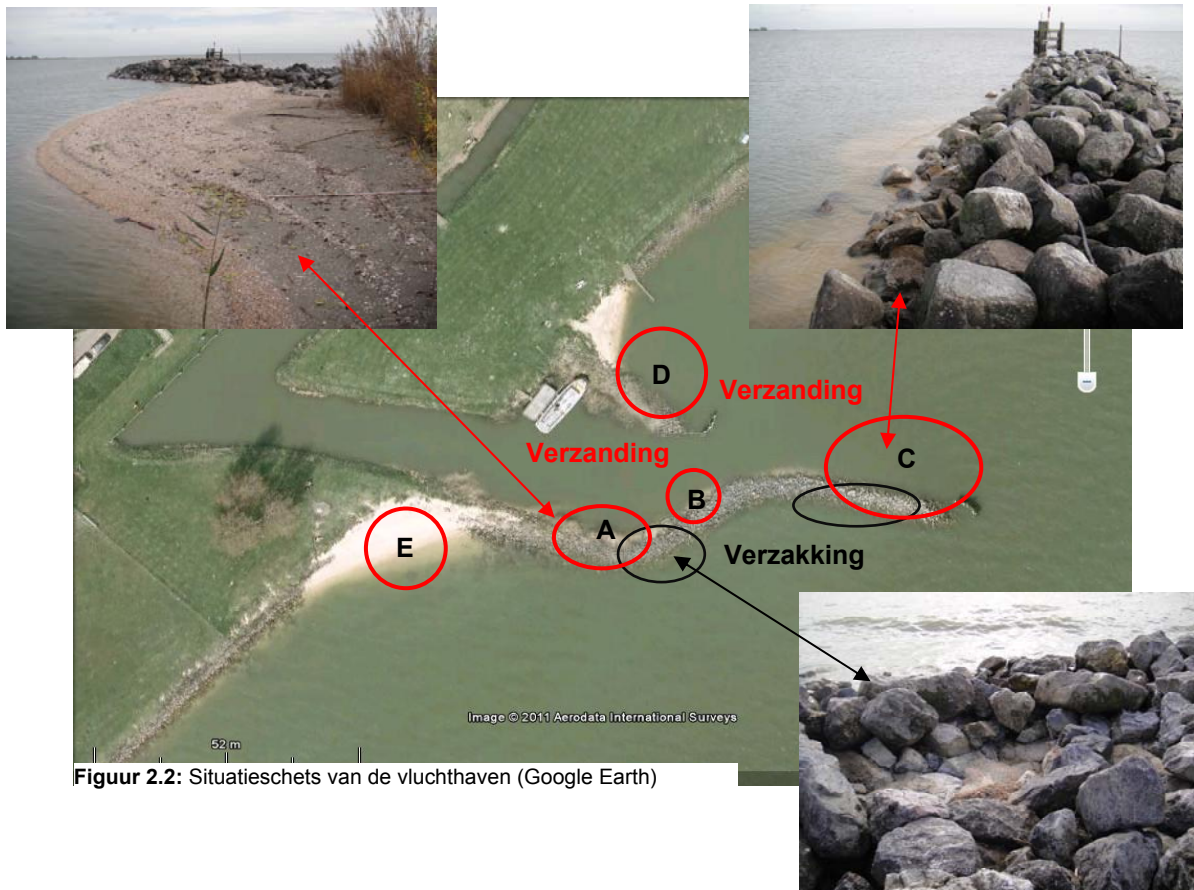 D
Verzanding
Verzanding
C
B
A
E
Verzakking
Image © 2011 Aerodata International Surveys
52 m
Figuur 2.2: Situatieschets van de vluchthaven (Google Earth)